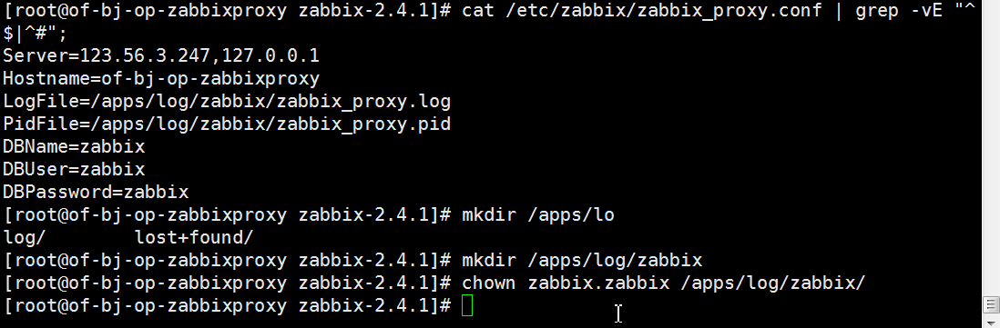 [root@of-bj-op-zabbixproxy zabbix-2.4.1]# cat /etc/zabbix/zabbix_proxy.conf | grep -vE "^
$|^#";
Server=123.56.3.247,127.0.0.1
Hostname=of-bj-op-zabbixproxy
LogFile=/apps/log/zabbix/zabbix_proxy.log
PidFile=/apps/log/zabbix/zabbix_proxy.pid
DBName=zabbix
DBUser=zabbix
DBPassword=zabbix
[root@of-bj-op-zabbixproxy zabbix-2.4.1]# mkdir /apps/lo
log/        lost+found/
[root@of-bj-op-zabbixproxy zabbix-2.4.1]# mkdir /apps/log/zabbix
[root@of-bj-op-zabbixproxy zabbix-2.4.1]# chown zabbix.zabbix /apps/log/zabbix/
[root@of-bj-op-zabbixproxy zabbix-2.4.1]#